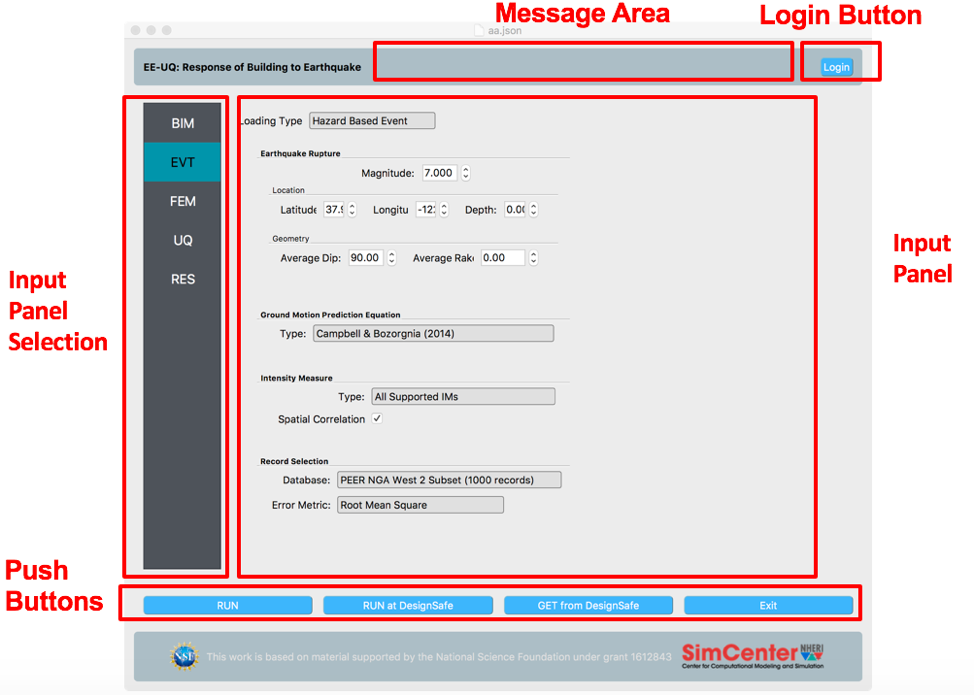 Message Area
Login Button
aa.json
EE-UQ: Response of Building to Earthquake
Login
BIM
EVT
FEM
UQ
RES
Loading Type Hazard Based Event
Earthquake Rupture
Magnitude: 7.000
Location
Latitude 37.9 Longitu -12 Depth: 0.0
Geometry
Average Dip: 90.00 Average Rake 0.00
Ground Motion Prediction Equation
Type: Campbell & Bozorgnia (2014)
Intensity Measure
Type: All Supported IMs
Spatial Correlation
Record Selection
Database: PEER NGA West 2 Subset (1000 records)
Error Metric: Root Mean Square
Input
Panel
Selection
Input
Panel
Push
Buttons
RUN
RUN at DesignSafe
GET from DesignSafe
Exit
NSF
This work is based on material supported by the National Science Foundation under grant 1612843
SimCenter NHERI
Center for Computational Modeling and Simulation